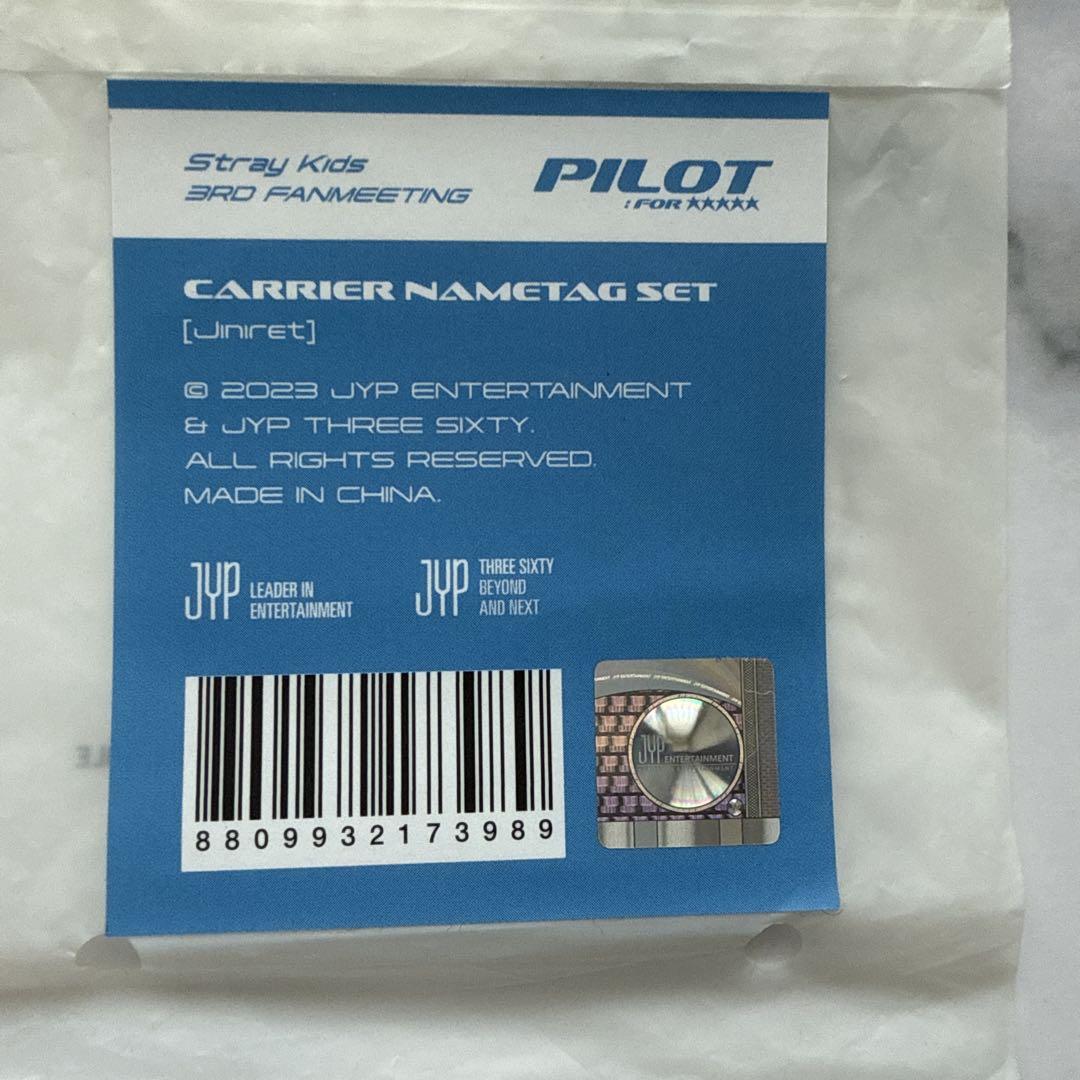 Stray Kids
3RD FANMEETING
PILOT
: FOR ★★★★★
CARRIER NAMETAG SET
[Jiniret]
© 2023 JYP ENTERTAINMENT
& JYP THREE SIXTY.
ALL RIGHTS RESERVED.
MADE IN CHINA.
JYP LEADER IN
ENTERTAINMENT
JYP THREE SIXTY
BEYOND
AND NEXT
8809932173989
JYP ENTERTAINMENT